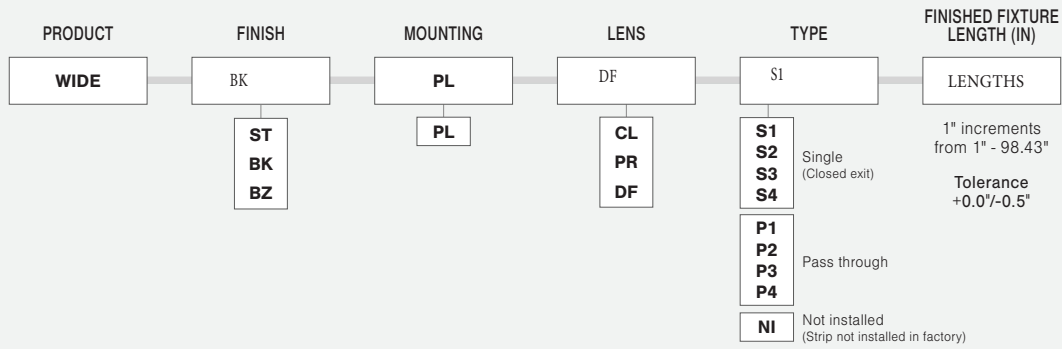 PRODUCT
WIDE
FINISH
BK
ST
BK
BZ
MOUNTING
PL
PL
LENS
DF
CL
PR
DF
TYPE
S1
S1
S2
S3
S4
Single
(Closed exit)
P1
P2
P3
P4
Pass through
NI
Not installed
(Strip not installed in factory)
FINISHED FIXTURE
LENGTH (IN)
LENGTHS
1" increments
from 1" - 98.43"
Tolerance
+0.0"/-0.5"